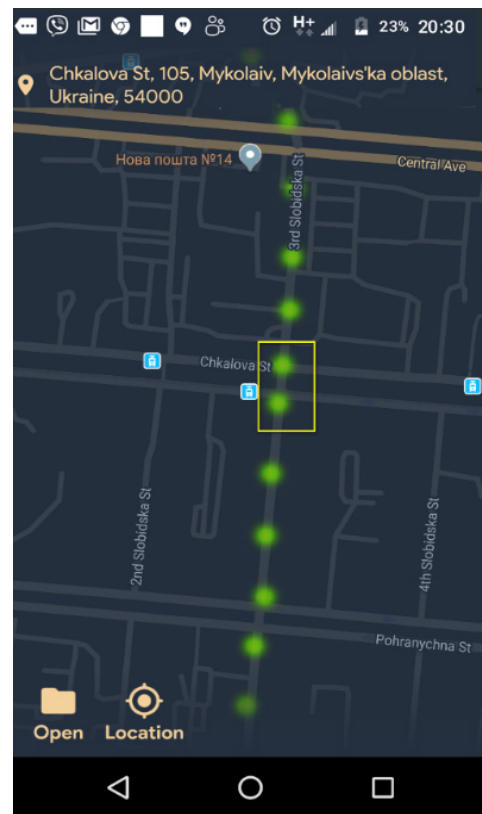 H+ 23% 20:30
Chkalova St, 105, Mykolaiv, Mykolaivs'ka oblast,
Ukraine, 54000
Нова пошта №14
Central Ave
3rd Slobidska St
Chkalova St
2nd Slobidska St
4th Slobidska St
Pohranychna St
Open Location